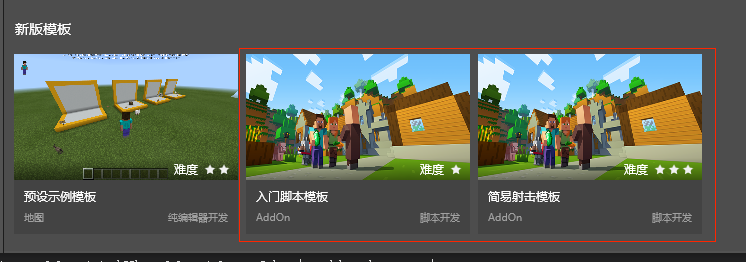 新版模板
难度
难度
难度
预设示例模板
入门脚本模板
简易射击模板
地图
纯编辑器开发
AddOn
脚本开发
AddOn
脚本开发